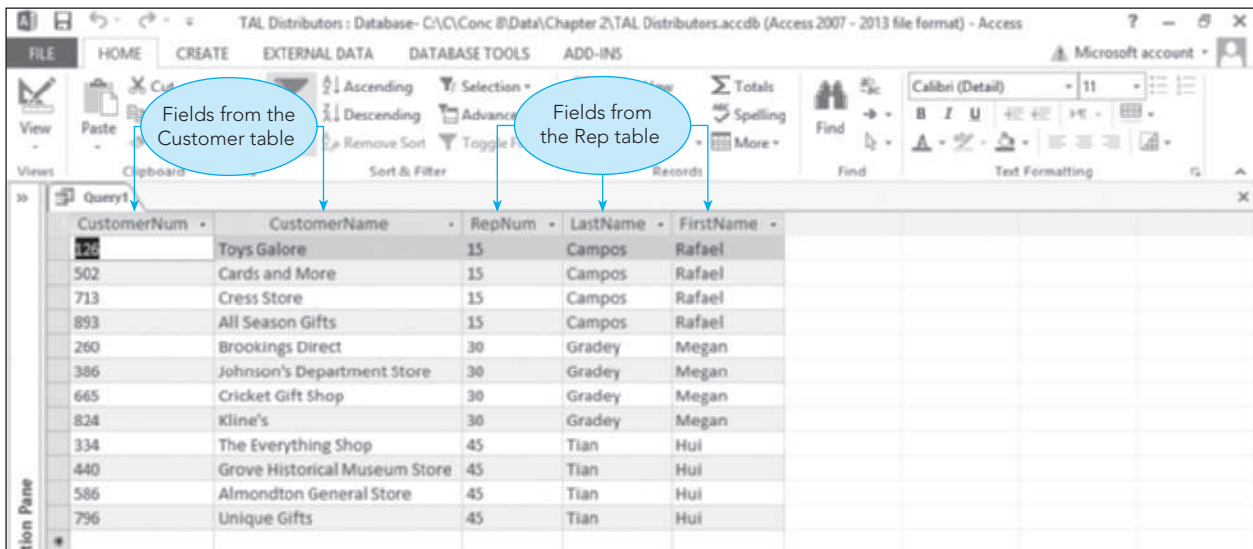 TAL Distributors : Database- C:\C\Conc 8\Data\Chapter 2\TAL Distributors.accdb (Access 2007 - 2013 file format) - Access ?
FILE HOME CREATE EXTERNAL DATA DATABASE TOOLS ADD-INS Microsoft account
Ascending Selection Totals Calibri (Detail) 11
Fields from the
Customer table
Fields from
the Rep table
View Paste Descending Spelling Find B I U
Remove Sort More A
Views Clipboard Sort & Filter Records Find Text Formatting
Query1
CustomerNum CustomerName RepNum LastName FirstName
126 Toys Galore 15 Campos Rafael
502 Cards and More 15 Campos Rafael
713 Cress Store 15 Campos Rafael
893 All Season Gifts 15 Campos Rafael
260 Brookings Direct 30 Gradey Megan
386 Johnson's Department Store 30 Gradey Megan
665 Cricket Gift Shop 30 Gradey Megan
824 Kline's 30 Gradey Megan
334 The Everything Shop 45 Tian Hui
440 Grove Historical Museum Store 45 Tian Hui
586 Almondton General Store 45 Tian Hui
796 Unique Gifts 45 Tian Hui
tion Pane